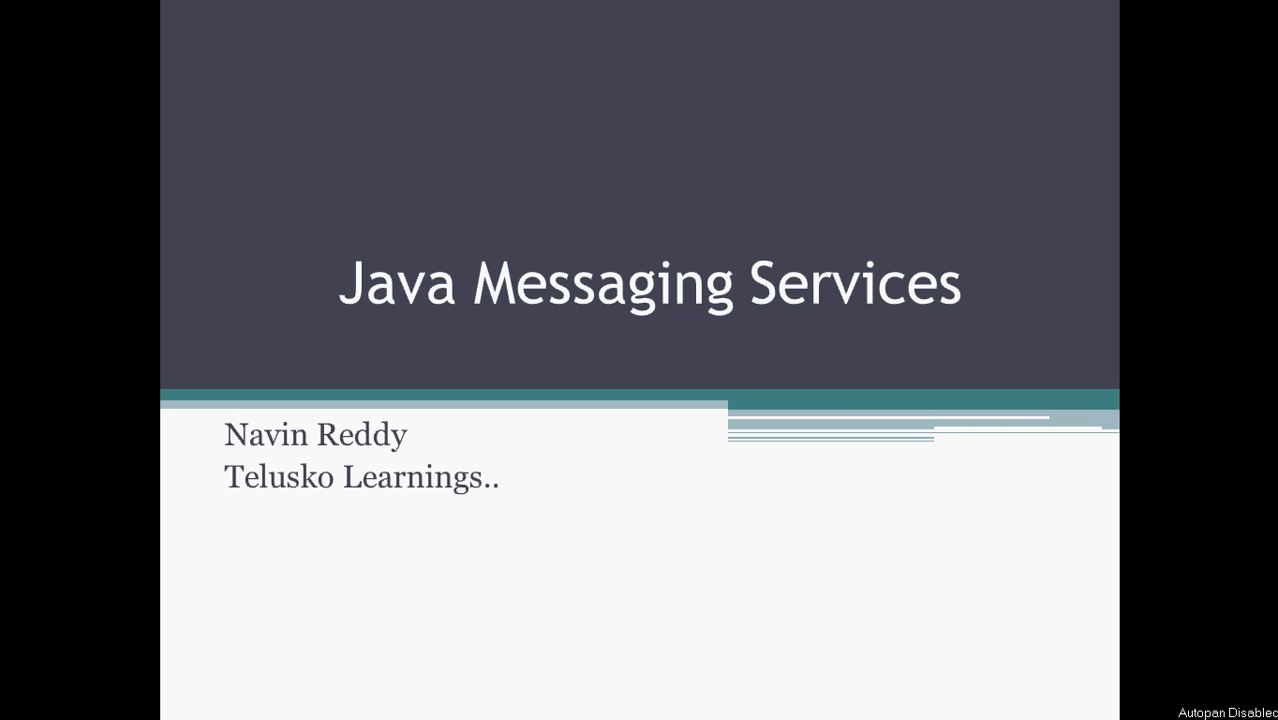 Java Messaging Services
Navin Reddy
Telusko Learnings..
Autopan Disabled